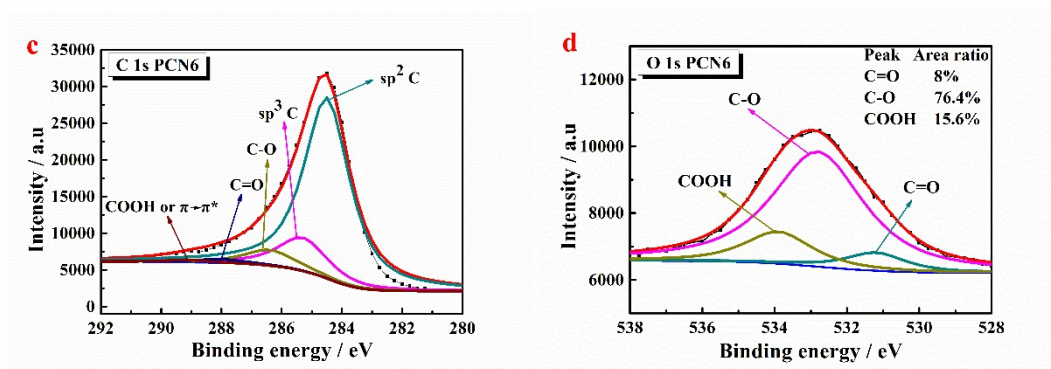 c
C 1s PCN6
sp² C
sp³ C
C-O
C=O
COOH or π→π*
Intensity / a.u
35000
30000
25000
20000
15000
10000
5000
0
292 290 288 286 284 282 280
Binding energy / eV
d
O 1s PCN6
Peak Area ratio
C=O 8%
C-O 76.4%
COOH 15.6%
C-O
COOH
C=O
Intensity / a.u
12000
10000
8000
6000
538 536 534 532 530 528
Binding energy / eV